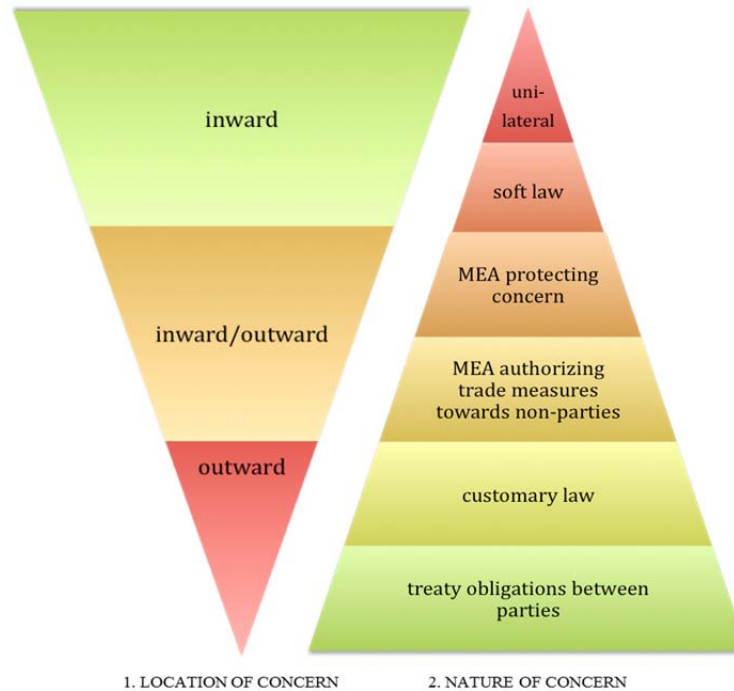 inward
inward/outward
outward
uni-
lateral
soft law
MEA protecting
concern
MEA authorizing
trade measures
towards non-parties
customary law
treaty obligations between
parties
1. LOCATION OF CONCERN
2. NATURE OF CONCERN